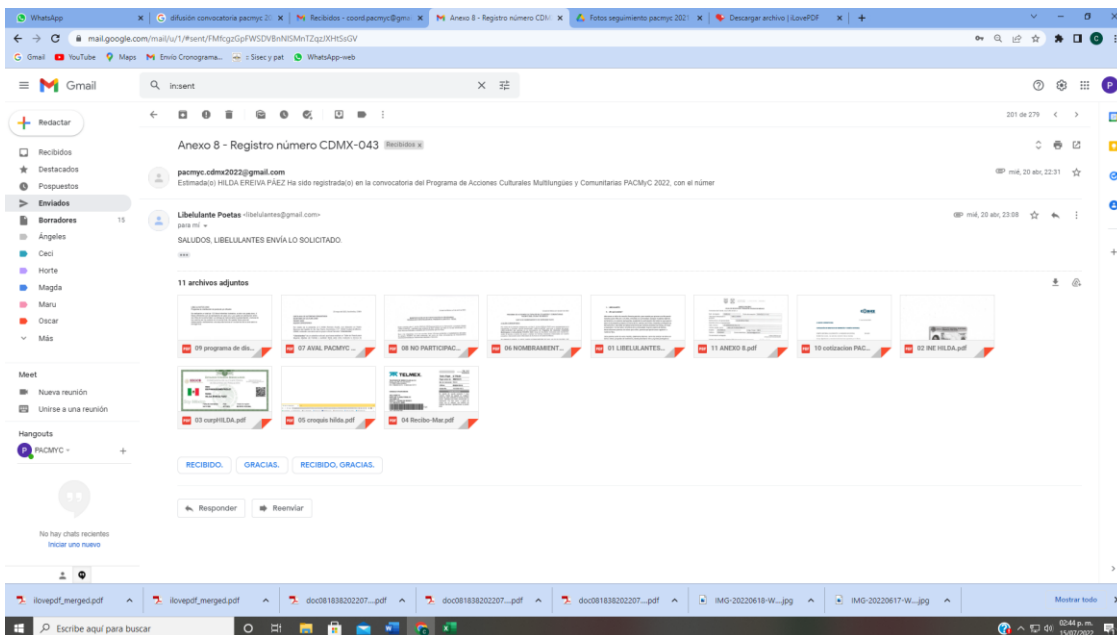 WhatsApp
difusión convocatoria pacmyc 20
Recibidos - coord.pacmyc@gma
Anexo 8 - Registro número CDM
Fotos seguimiento pacmyc 2021
Descargar archivo | iLovePDF
mail.google.com/mail/u/1/#sent/
Gmail YouTube Maps Envío Cronograma... :: Sisec y pat WhatsApp-web
Gmail
in:sent
Redactar
201 de 279
Recibidos
Destacados
Pospuestos
Enviados
Borradores 15
Ángeles
Ceci
Horte
Magda
Maru
Oscar
Más
Meet
Nueva reunión
Unirse a una reunión
Hangouts
PACMYC
No hay chats recientes
Iniciar uno nuevo
Anexo 8 - Registro número CDMX-043 Recibidos x
pacmyc.cdmx2022@gmail.com mié, 20 abr, 22:31
Estimada(o) HILDA EREIVA PÁEZ Ha sido registrada(o) en la convocatoria del Programa de Acciones Culturales Multilingües y Comunitarias PACMyC 2022, con el númer
Libelulante Poetas <libelulantes@gmail.com> mié, 20 abr, 23:08
para mí
SALUDOS, LIBELULANTES ENVÍA LO SOLICITADO.
11 archivos adjuntos
09 programa de dis...
07 AVAL PACMYC ...
08 NO PARTICIPAC...
06 NOMBRAMIENT...
01 LIBELULANTES...
11 ANEXO 8.pdf
10 cotizacion PAC...
02 INE HILDA.pdf
TELMEX
03 curpHILDA.pdf
05 croquis hilda.pdf
04 Recibo-Mar.pdf
RECIBIDO.
GRACIAS.
RECIBIDO, GRACIAS.
Responder
Reenviar
ilovepdf_merged.pdf
ilovepdf_merged.pdf
doc081838202207....pdf
doc081838202207....pdf
doc081838202207....pdf
IMG-20220618-W....jpg
IMG-20220617-W....jpg
Mostrar todo
Escribe aquí para buscar
02:44 p. m.
15/07/2022